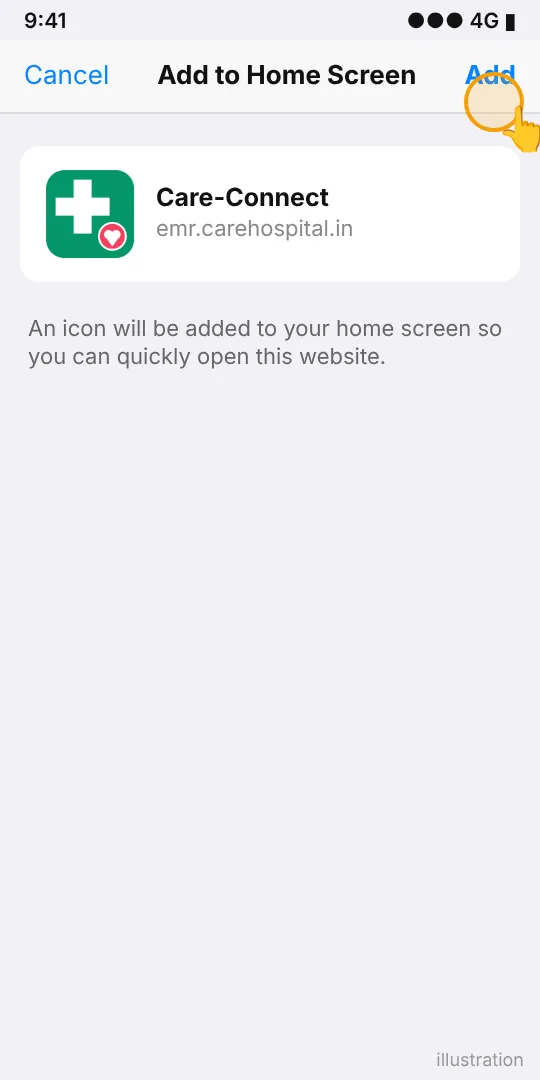 9:41 4G
Cancel Add to Home Screen Add
Care-Connect
emr.carehospital.in
An icon will be added to your home screen so
you can quickly open this website.
illustration